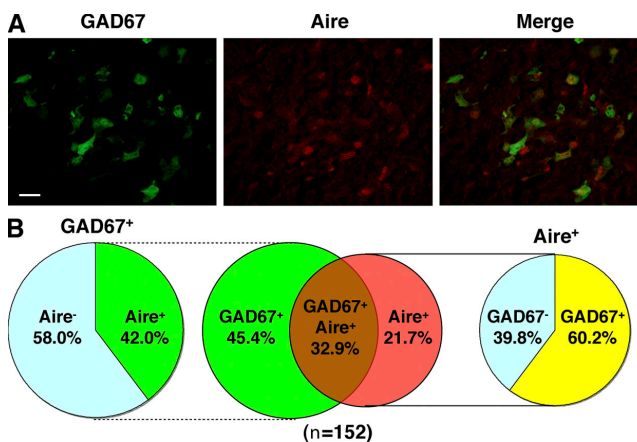 A GAD67 Aire Merge
B GAD67⁺ Aire⁺
Aire⁻
58.0%
Aire⁺
42.0%
GAD67⁺
45.4%
GAD67⁺
Aire⁺
32.9%
Aire⁺
21.7%
GAD67⁻
39.8%
GAD67⁺
60.2%
(n=152)